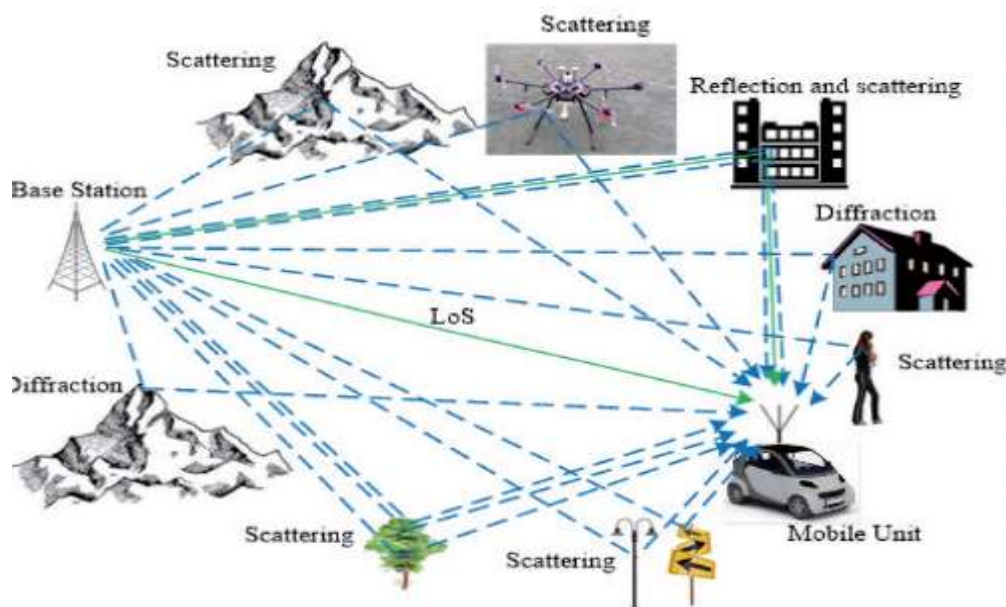 Scattering
Scattering
Reflection and scattering
Base Station
Diffraction
LoS
Scattering
Diffraction
Scattering
Scattering
Mobile Unit